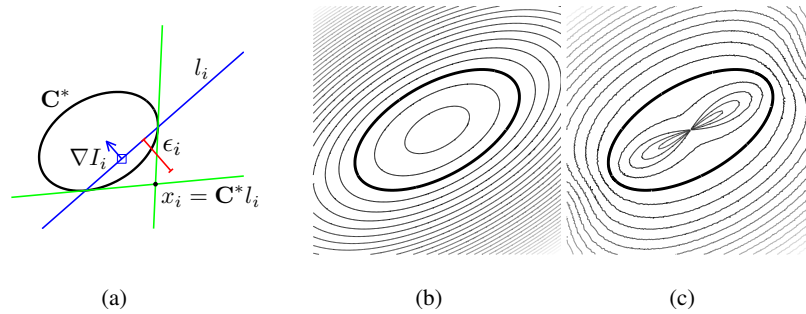 l_i
C*
ϵ_i
∇I_i
x_i = C*l_i
(a)
(b)
(c)